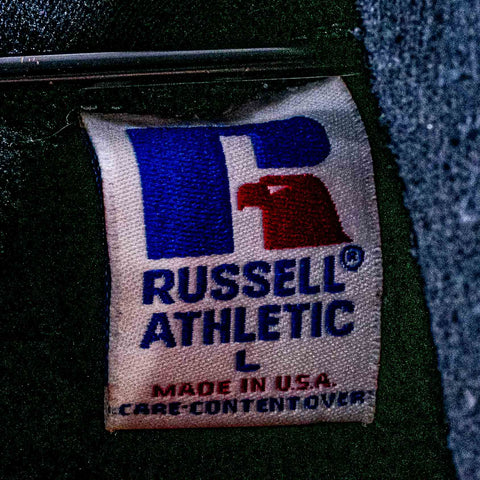 RUSSELL®
ATHLETIC
L
MADE IN U.S.A.
CARE-CONTENT OVER